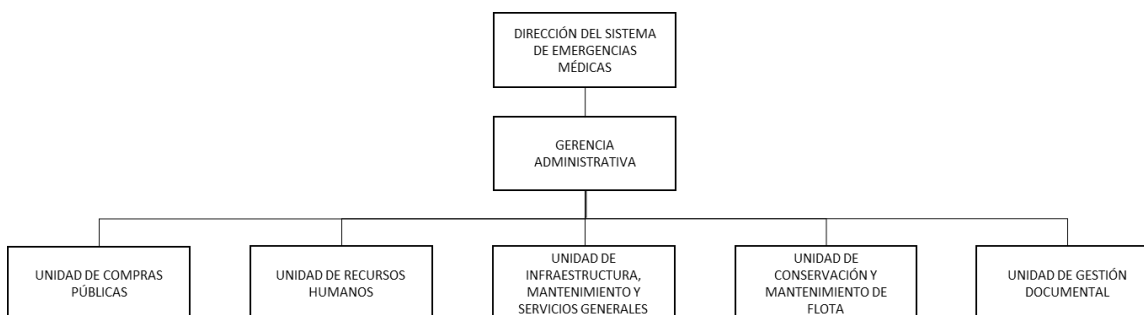 DIRECCIÓN DEL SISTEMA
DE EMERGENCIAS
MÉDICAS
GERENCIA
ADMINISTRATIVA
UNIDAD DE COMPRAS
PÚBLICAS
UNIDAD DE RECURSOS
HUMANOS
UNIDAD DE
INFRAESTRUCTURA,
MANTENIMIENTO Y
SERVICIOS GENERALES
UNIDAD DE
CONSERVACIÓN Y
MANTENIMIENTO DE
FLOTA
UNIDAD DE GESTIÓN
DOCUMENTAL